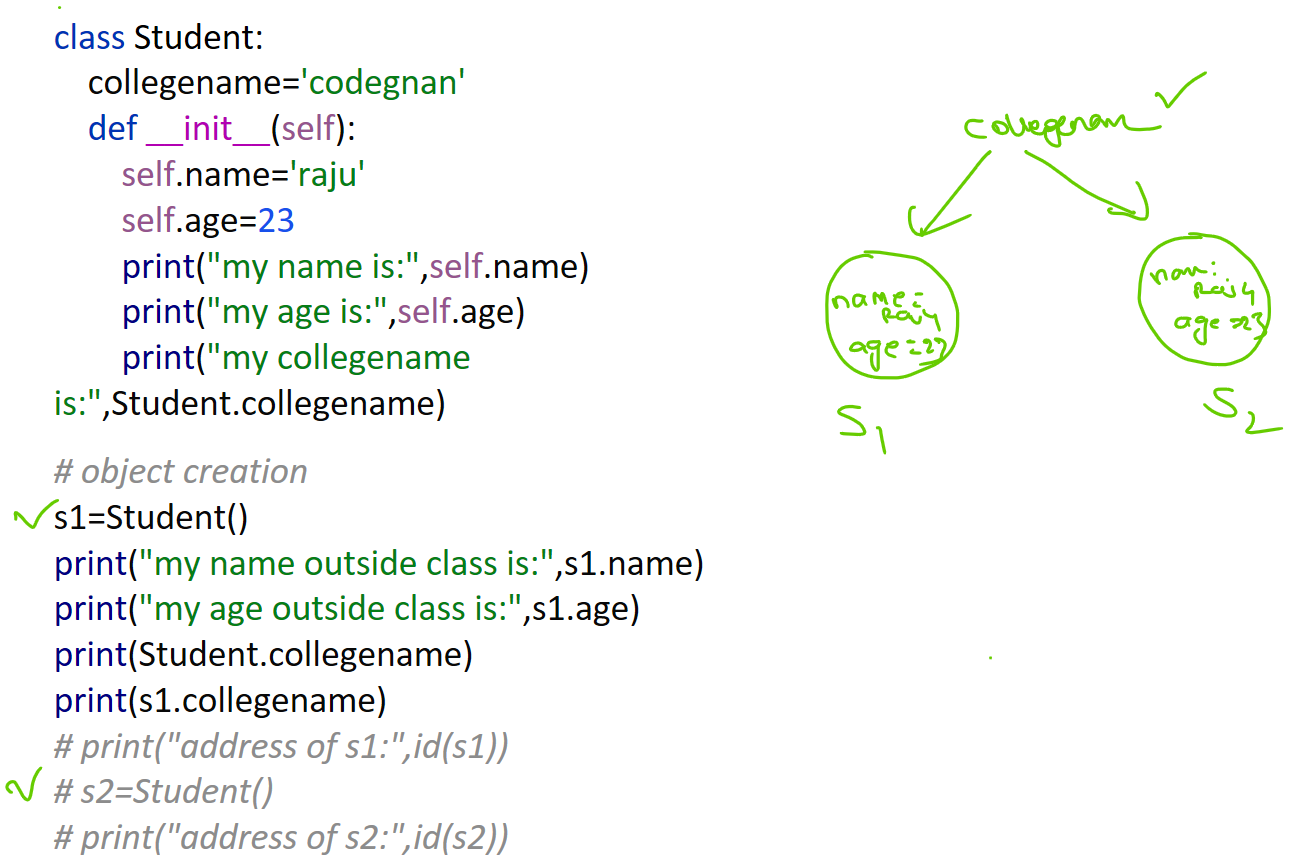 class Student:
collegename='codegnan'
def __init__(self):
self.name='raju'
self.age=23
print("my name is:",self.name)
print("my age is:",self.age)
print("my collegename
is:",Student.collegename)
# object creation
s1=Student()
print("my name outside class is:",s1.name)
print("my age outside class is:",s1.age)
print(Student.collegename)
print(s1.collegename)
# print("address of s1:",id(s1))
# s2=Student()
# print("address of s2:",id(s2))
collegenam
name=
age=23
S1
age=23
S2